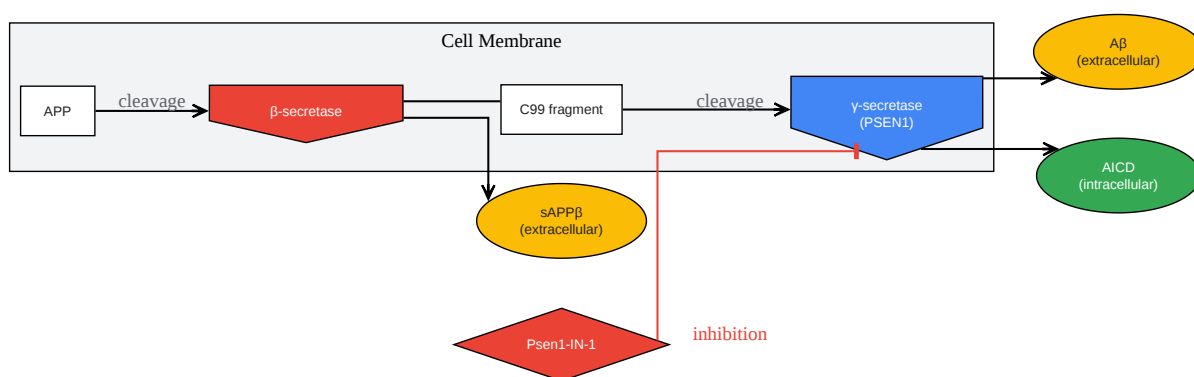 Cell Membrane
APP
cleavage
β-secretase
C99 fragment
cleavage
γ-secretase
(PSEN1)
Aβ
(extracellular)
AICD
(intracellular)
sAPPβ
(extracellular)
Psen1-IN-1
inhibition